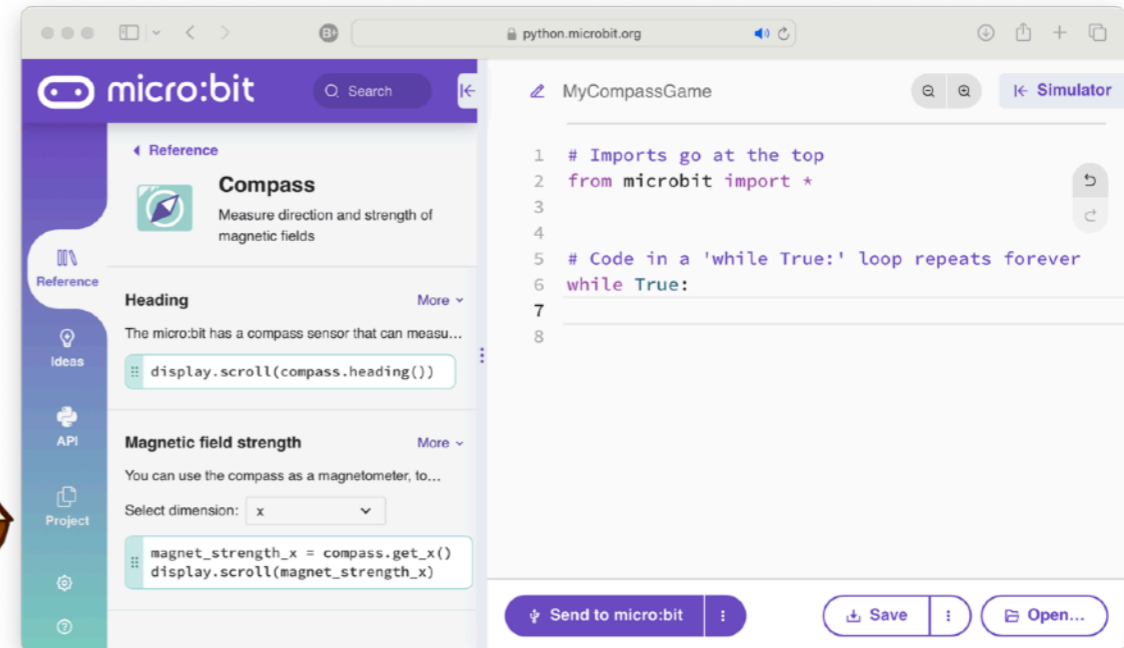 python.microbit.org
micro:bit
Search
Reference
Compass
Measure direction and strength of
magnetic fields
Reference
Ideas
API
Project
Heading
More
The micro:bit has a compass sensor that can measu...
display.scroll(compass.heading())
Magnetic field strength
More
You can use the compass as a magnetometer, to...
Select dimension: x
magnet_strength_x = compass.get_x()
display.scroll(magnet_strength_x)
MyCompassGame
Simulator
1 # Imports go at the top
2 from microbit import *
3
4
5 # Code in a 'while True:' loop repeats forever
6 while True:
7
8
Send to micro:bit
Save
Open...